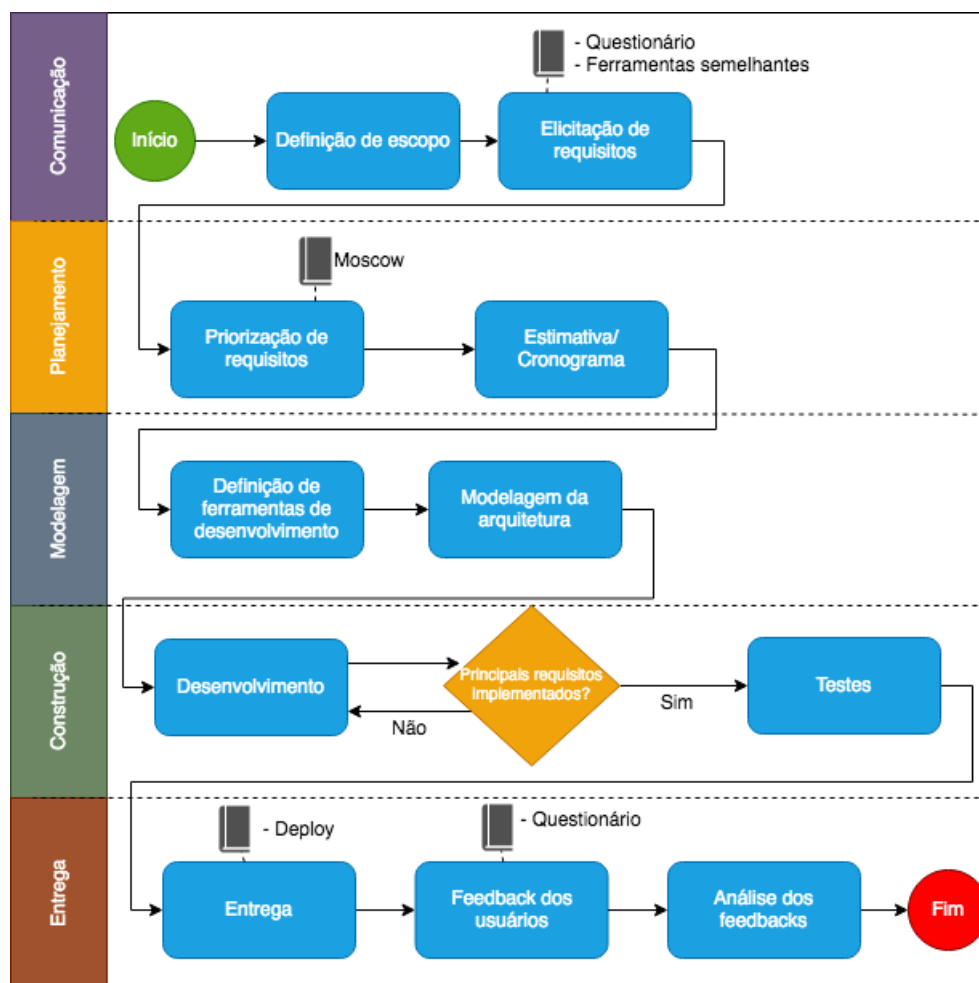 Comunicação
- Questionário
- Ferramentas semelhantes
Início
Definição de escopo
Elicitação de
requisitos
Planejamento
Moscow
Priorização de
requisitos
Estimativa/
Cronograma
Modelagem
Definição de
ferramentas de
desenvolvimento
Modelagem da
arquitetura
Construção
Desenvolvimento
Principais requisitos
implementados?
Não
Sim
Testes
Entrega
- Deploy
- Questionário
Entrega
Feedback dos
usuários
Análise dos
feedbacks
Fim